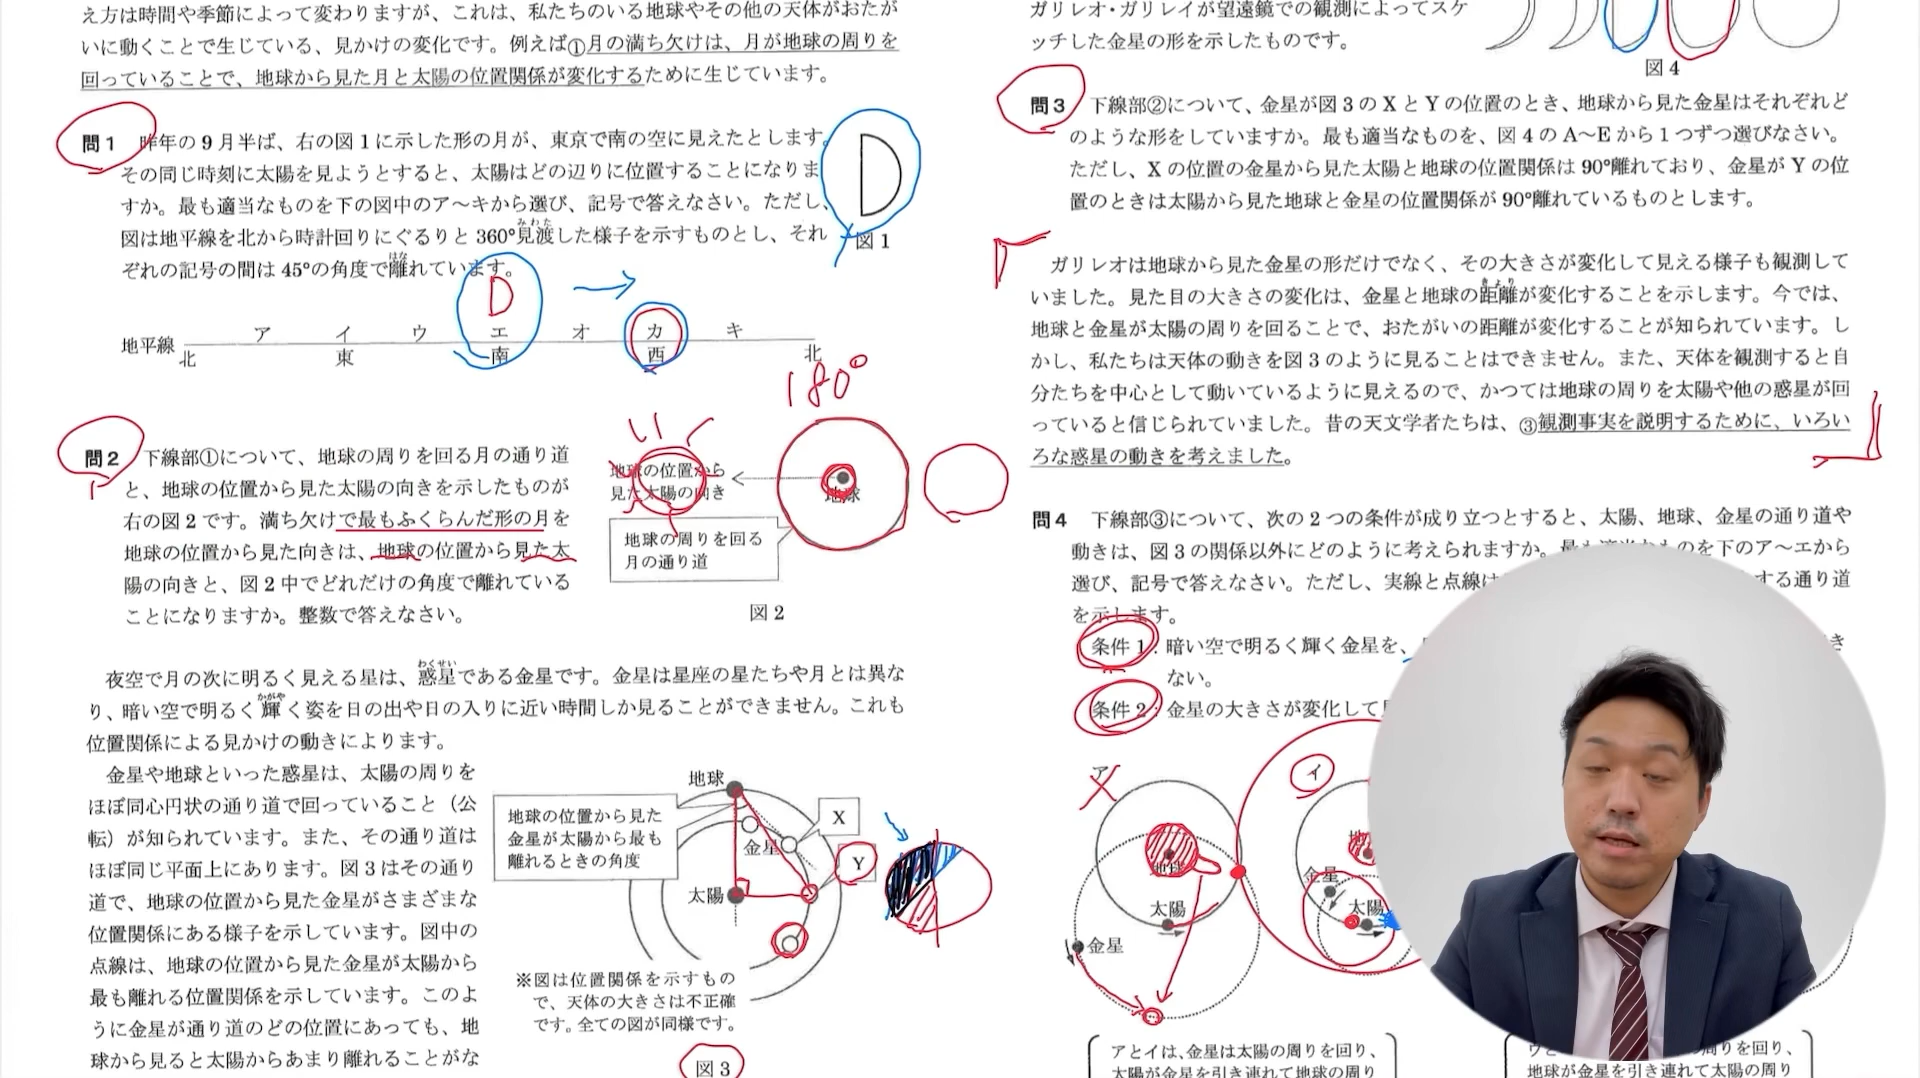 え方は時間や季節によって変わりますが、これは、私たちのいる地球やその他の天体がおたが
いに動くことで生じている、見かけの変化です。例えば①月の満ち欠けは、月が地球の周りを
回っていることで、地球から見た月と太陽の位置関係が変化するために生じています。
問1 昨年の9月半ば、右の図1に示した形の月が、東京で南の空に見えたとします。
その同じ時刻に太陽を見ようとすると、太陽はどの辺りに位置することになりま
すか。最も適当なものを下の図中のア〜キから選び、記号で答えなさい。ただし、
図は地平線を北から時計回りにぐるりと360°見渡した様子を示すものとし、それ
みわた
ぞれの記号の間は45°の角度で離れています。
はな
図1
地平線
ア イ ウ エ オ カ キ
北 東 南 西 北
180°
問2 下線部①について、地球の周りを回る月の通り道
と、地球の位置から見た太陽の向きを示したものが
右の図2です。満ち欠けで最もふくらんだ形の月を
地球の位置から見た向きは、地球の位置から見た太
陽の向きと、図2中でどれだけの角度で離れている
ことになりますか。整数で答えなさい。
地球の位置から
見た太陽の向き
地球
地球の周りを回る
月の通り道
図2
夜空で月の次に明るく見える星は、惑星である金星です。金星は星座の星たちや月とは異な
わくせい
り、暗い空で明るく輝く姿を日の出や日の入りに近い時間しか見ることができません。これも
かがや
位置関係による見かけの動きによります。
金星や地球といった惑星は、太陽の周りを
ほぼ同心円状の通り道で回っていること（公
転）が知られています。また、その通り道は
ほぼ同じ平面上にあります。図3はその通り
道で、地球の位置から見た金星がさまざまな
位置関係にある様子を示しています。図中の
点線は、地球の位置から見た金星が太陽から
最も離れる位置関係を示しています。このよ
うに金星が通り道のどの位置にあっても、地
球から見ると太陽からあまり離れることがな
地球
地球の位置から見た
金星が太陽から最も
離れるときの角度
金星
X
Y
太陽
※図は位置関係を示すもの
で、天体の大きさは不正確
です。全ての図が同様です。
図3
ガリレオ・ガリレイが望遠鏡での観測によってスケ
ッチした金星の形を示したものです。
図4
問3 下線部②について、金星が図3のXとYの位置のとき、地球から見た金星はそれぞれど
のような形をしていますか。最も適当なものを、図4のA〜Eから1つずつ選びなさい。
ただし、Xの位置の金星から見た太陽と地球の位置関係は90°離れており、金星がYの位
置のときは太陽から見た地球と金星の位置関係が90°離れているものとします。
ガリレオは地球から見た金星の形だけでなく、その大きさが変化して見える様子も観測して
いました。見た目の大きさの変化は、金星と地球の距離が変化することを示します。今では、
きょり
地球と金星が太陽の周りを回ることで、おたがいの距離が変化することが知られています。し
かし、私たちは天体の動きを図3のように見ることはできません。また、天体を観測すると自
分たちを中心として動いているように見えるので、かつては地球の周りを太陽や他の惑星が回
っていると信じられていました。昔の天文学者たちは、③観測事実を説明するために、いろい
ろな惑星の動きを考えました。
問4 下線部③について、次の2つの条件が成り立つとすると、太陽、地球、金星の通り道や
動きは、図3の関係以外にどのように考えられますか。最も適当なものを下のア〜エから
選び、記号で答えなさい。ただし、実線と点線は
する通り道
を示します。
条件1：暗い空で明るく輝く金星を、
き
ない。
条件2：金星の大きさが変化して
ア
地球
太陽
金星
イ
金星
太陽
アとイは、金星は太陽の周りを回り、
太陽が金星を引き連れて地球の周り
周りを回り、
地球が金星を引き連れて太陽の周り